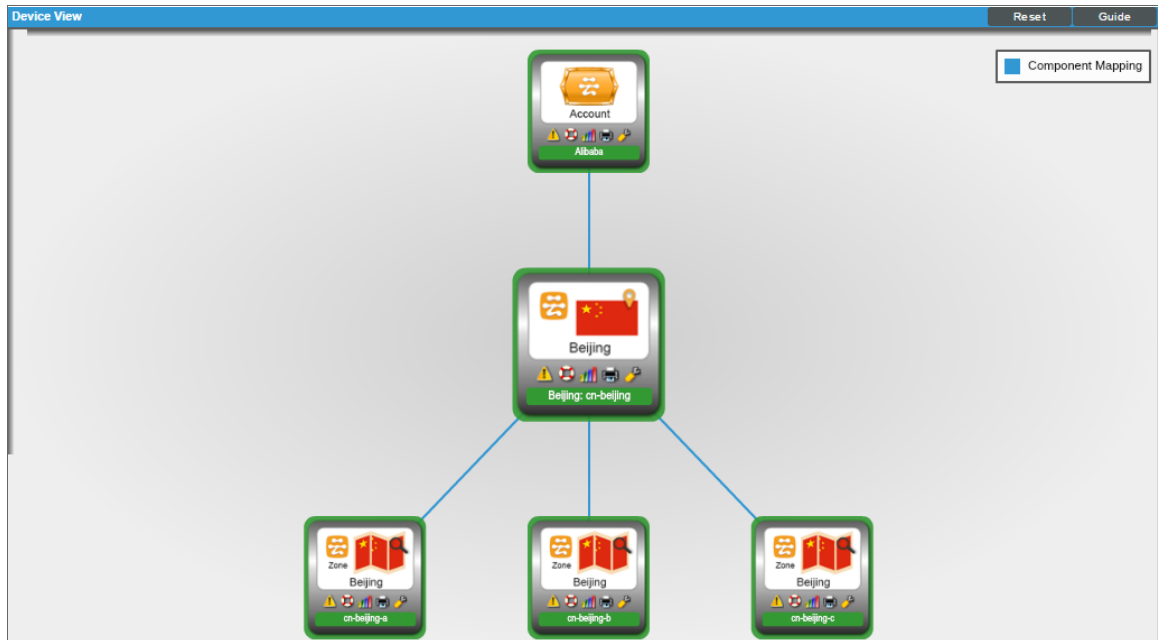 Device View
Reset
Guide
Component Mapping
Account
Alibaba
Beijing
Beijing: cn-beijing
Zone
Beijing
cn-beijing-a
Zone
Beijing
cn-beijing-b
Zone
Beijing
cn-beijing-c